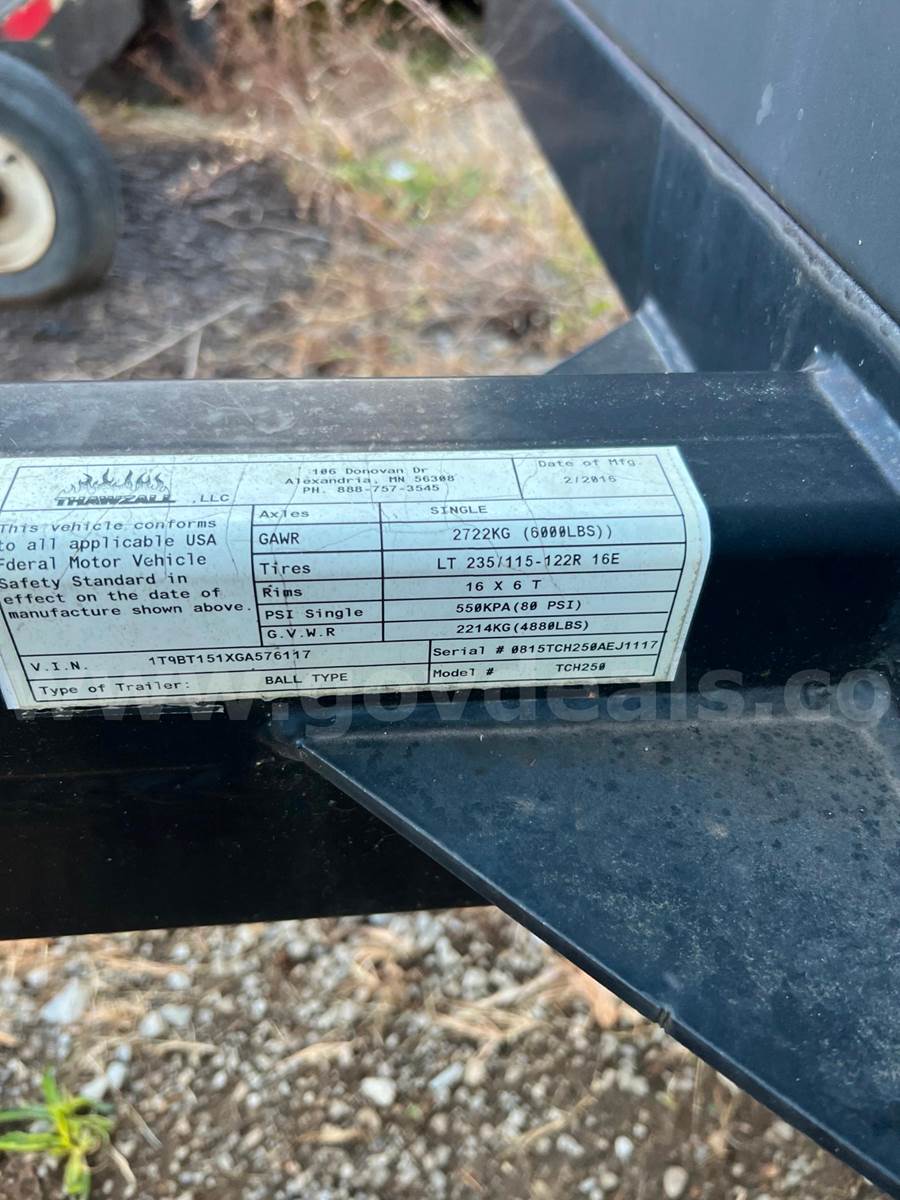 THAWZALL ,LLC
106 Donovan Dr
Alexandria, MN 56308
PH. 888-757-3545
Date of Mfg.
2/2016
This vehicle conforms
to all applicable USA
Fderal Motor Vehicle
Safety Standard in
effect on the date of
manufacture shown above.
Axles SINGLE
GAWR 2722KG (6000LBS))
Tires LT 235/115-122R 16E
Rims 16 X 6 T
PSI Single 550KPA(80 PSI)
G.V.W.R 2214KG(4880LBS)
V.I.N. 1T9BT151XGA576117
Serial # 0815TCH250AEJ1117
Type of Trailer: BALL TYPE
Model # TCH250
www.govdeals.co